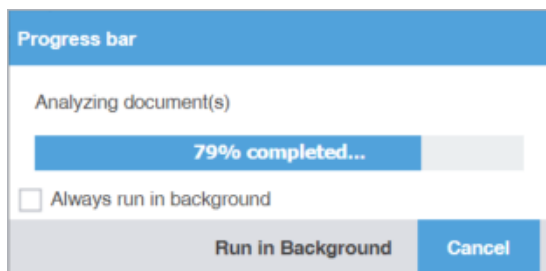 Progress bar
Analyzing document(s)
79% completed...
Always run in background
Run in Background Cancel